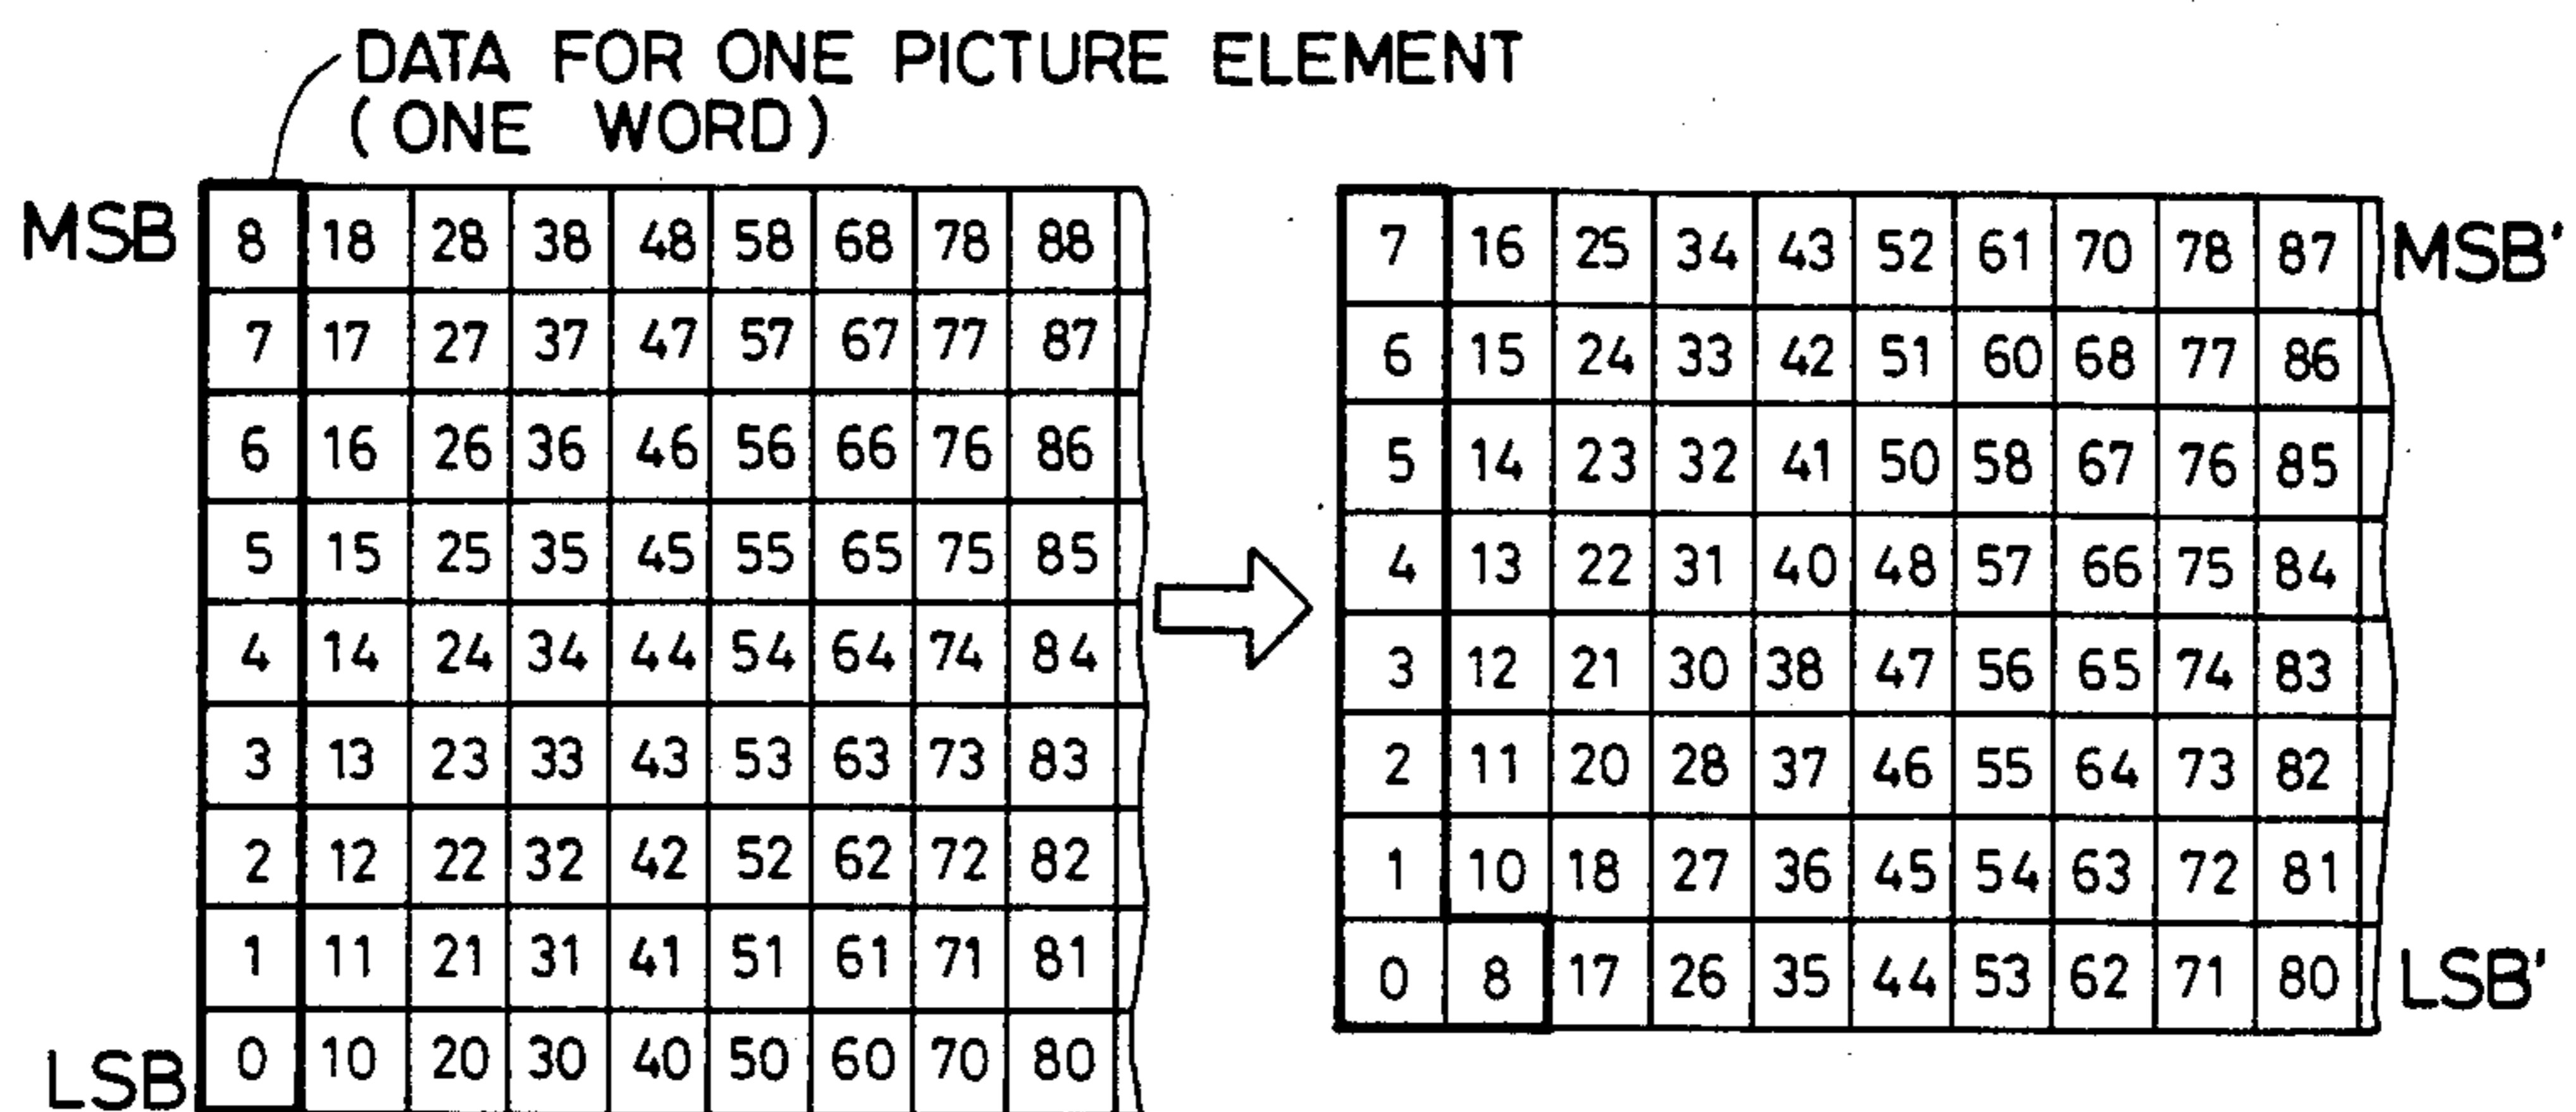 DATA FOR ONE PICTURE ELEMENT
(ONE WORD)
MSB 8 18 28 38 48 58 68 78 88
7 17 27 37 47 57 67 77 87
6 16 26 36 46 56 66 76 86
5 15 25 35 45 55 65 75 85
4 14 24 34 44 54 64 74 84
3 13 23 33 43 53 63 73 83
2 12 22 32 42 52 62 72 82
1 11 21 31 41 51 61 71 81
LSB 0 10 20 30 40 50 60 70 80
7 16 25 34 43 52 61 70 78 87 MSB'
6 15 24 33 42 51 60 68 77 86
5 14 23 32 41 50 58 67 76 85
4 13 22 31 40 48 57 66 75 84
3 12 21 30 38 47 56 65 74 83
2 11 20 28 37 46 55 64 73 82
1 10 18 27 36 45 54 63 72 81
0 8 17 26 35 44 53 62 71 80 LSB'